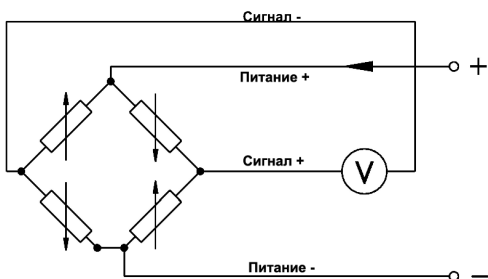 Сигнал -
Питание +
+
Сигнал +
V
Питание -
-